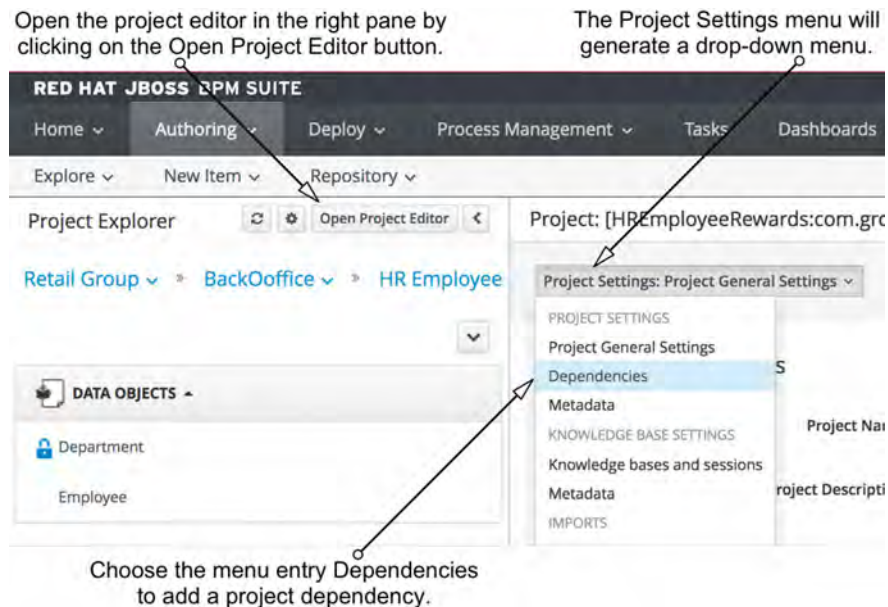 Open the project editor in the right pane by
clicking on the Open Project Editor button.
The Project Settings menu will
generate a drop-down menu.
RED HAT JBOSS BPM SUITE
Home Authoring Deploy Process Management Tasks Dashboards
Explore New Item Repository
Project Explorer Open Project Editor
Project: [HREmployeeRewards:com.gro
Retail Group » BackOoffice » HR Employee
Project Settings: Project General Settings
PROJECT SETTINGS
Project General Settings
Dependencies
Metadata
KNOWLEDGE BASE SETTINGS
Knowledge bases and sessions
Metadata
IMPORTS
S
Project Nar
roject Descripti
DATA OBJECTS
Department
Employee
Choose the menu entry Dependencies
to add a project dependency.